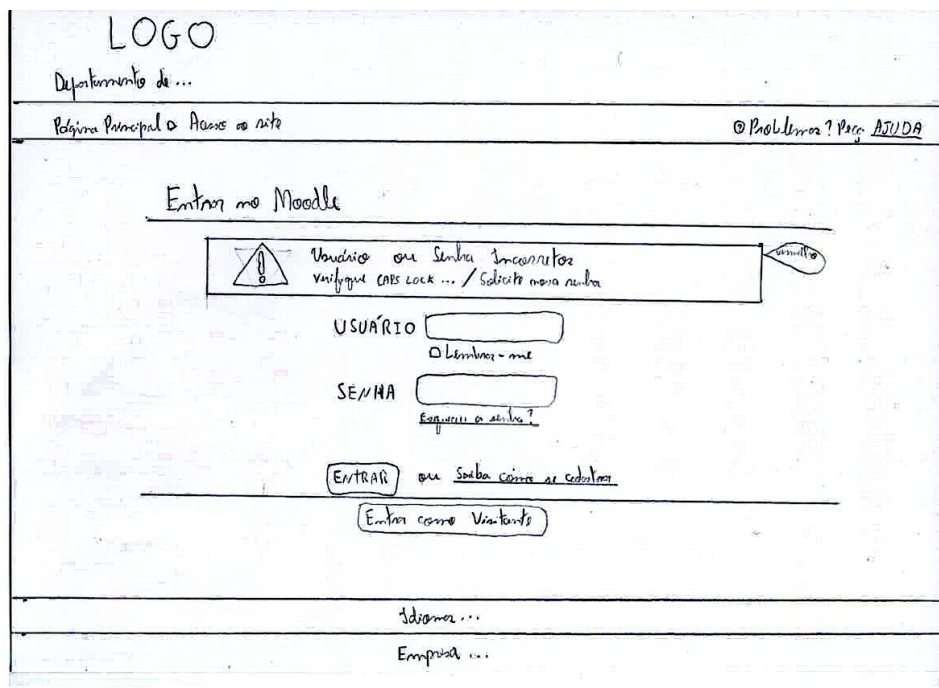 LOGO
Departamento de ...
Página Principal ▷ Acesso ao site
Problemas? Peça AJUDA
Entrar no Moodle
Usuário ou Senha Incorretos
Verifique CAPS LOCK ... / Solicite nova senha
vermelho
USUÁRIO
Lembrar-me
SENHA
Esqueceu a senha?
ENTRAR ou Saiba como se cadastrar
Entrar como Visitante
Idiomas ...
Empresa ...